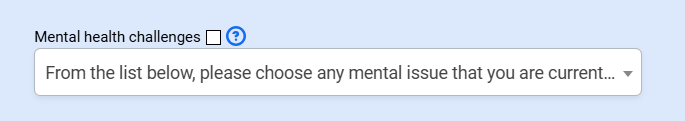 Mental health challenges ?
From the list below, please choose any mental issue that you are current...